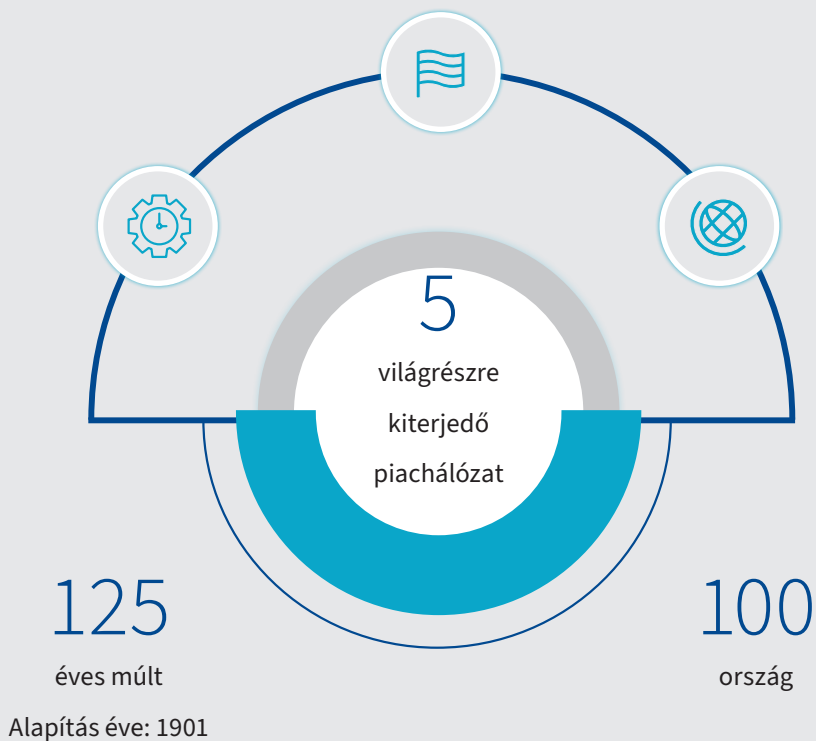 5
világrészre
kiterjedő
piachálózat
125
éves múlt
Alapítás éve: 1901
100
ország